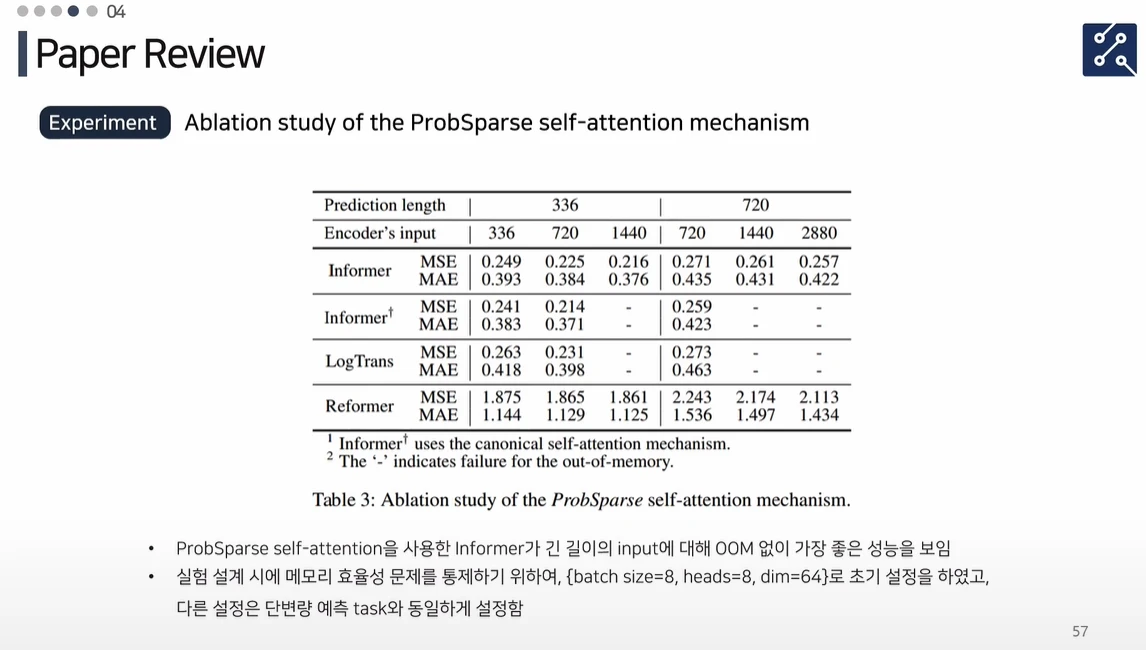 04
Paper Review
Experiment Ablation study of the ProbSparse self-attention mechanism
Prediction length | 336 | 720
Encoder's input | 336 720 1440 | 720 1440 2880
Informer MSE 0.249 0.225 0.216 0.271 0.261 0.257
MAE 0.393 0.384 0.376 0.435 0.431 0.422
Informer† MSE 0.241 0.214 - 0.259 - -
MAE 0.383 0.371 - 0.423 - -
LogTrans MSE 0.263 0.231 - 0.273 - -
MAE 0.418 0.398 - 0.463 - -
Reformer MSE 1.875 1.865 1.861 2.243 2.174 2.113
MAE 1.144 1.129 1.125 1.536 1.497 1.434
1 Informer† uses the canonical self-attention mechanism.
2 The ‘-’ indicates failure for the out-of-memory.
Table 3: Ablation study of the ProbSparse self-attention mechanism.
• ProbSparse self-attention을 사용한 Informer가 긴 길이의 input에 대해 OOM 없이 가장 좋은 성능을 보임
• 실험 설계 시에 메모리 효율성 문제를 통제하기 위하여, {batch size=8, heads=8, dim=64}로 초기 설정을 하였고,
다른 설정은 단변량 예측 task와 동일하게 설정함
57